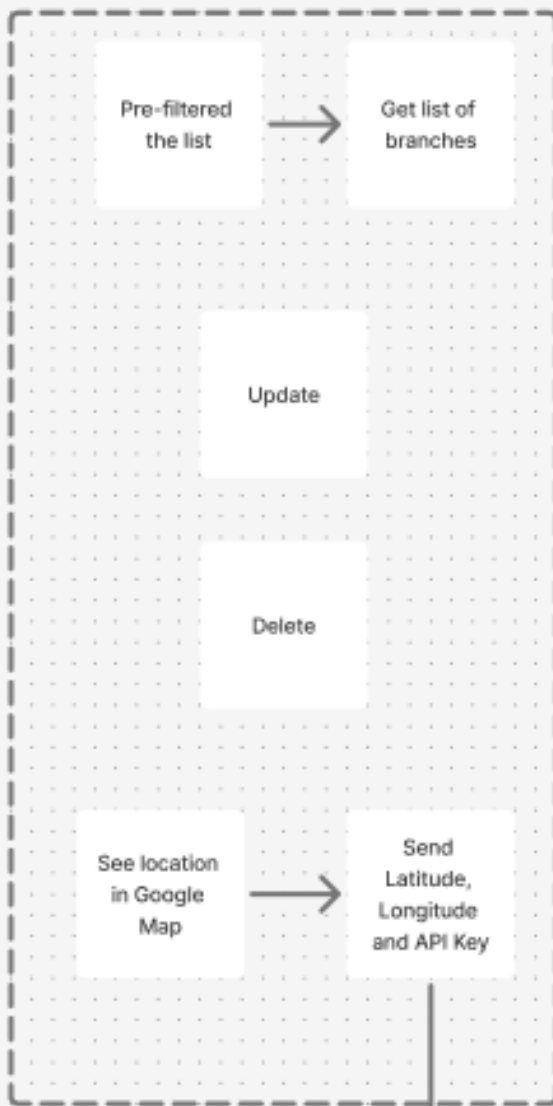 Pre-filtered
the list
Get list of
branches
Update
Delete
See location
in Google
Map
Send
Latitude,
Longitude
and API Key